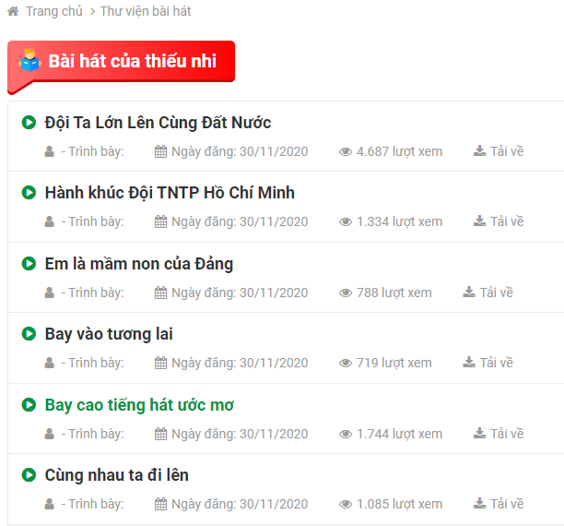 Trang chủ > Thư viện bài hát
Bài hát của thiếu nhi
Đội Ta Lớn Lên Cùng Đất Nước
- Trình bày: Ngày đăng: 30/11/2020 4.687 lượt xem Tải về
Hành khúc Đội TNTP Hồ Chí Minh
- Trình bày: Ngày đăng: 30/11/2020 1.334 lượt xem Tải về
Em là mầm non của Đảng
- Trình bày: Ngày đăng: 30/11/2020 788 lượt xem Tải về
Bay vào tương lai
- Trình bày: Ngày đăng: 30/11/2020 719 lượt xem Tải về
Bay cao tiếng hát ước mơ
- Trình bày: Ngày đăng: 30/11/2020 1.744 lượt xem Tải về
Cùng nhau ta đi lên
- Trình bày: Ngày đăng: 30/11/2020 1.085 lượt xem Tải về